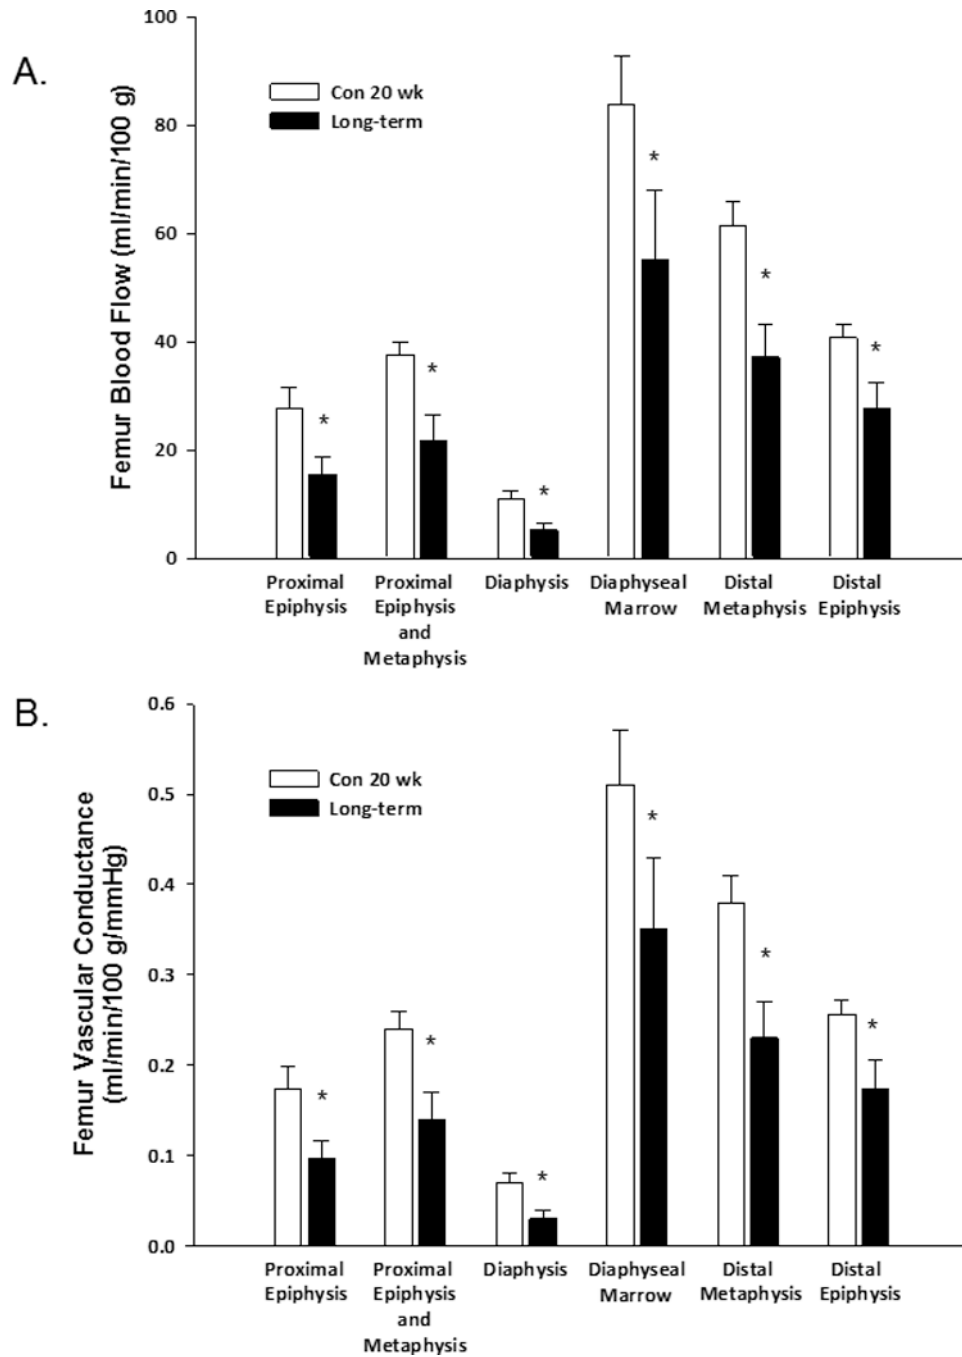 A.
Femur Blood Flow (ml/min/100 g)
100
80
60
40
20
0
Con 20 wk
Long-term
*
*
*
*
*
*
Proximal Epiphysis
Proximal Epiphysis and Metaphysis
Diaphysis
Diaphyseal Marrow
Distal Metaphysis
Distal Epiphysis
B.
Femur Vascular Conductance
(ml/min/100 g/mmHg)
0.6
0.5
0.4
0.3
0.2
0.1
0.0
Con 20 wk
Long-term
*
*
*
*
*
*
Proximal Epiphysis
Proximal Epiphysis and Metaphysis
Diaphysis
Diaphyseal Marrow
Distal Metaphysis
Distal Epiphysis